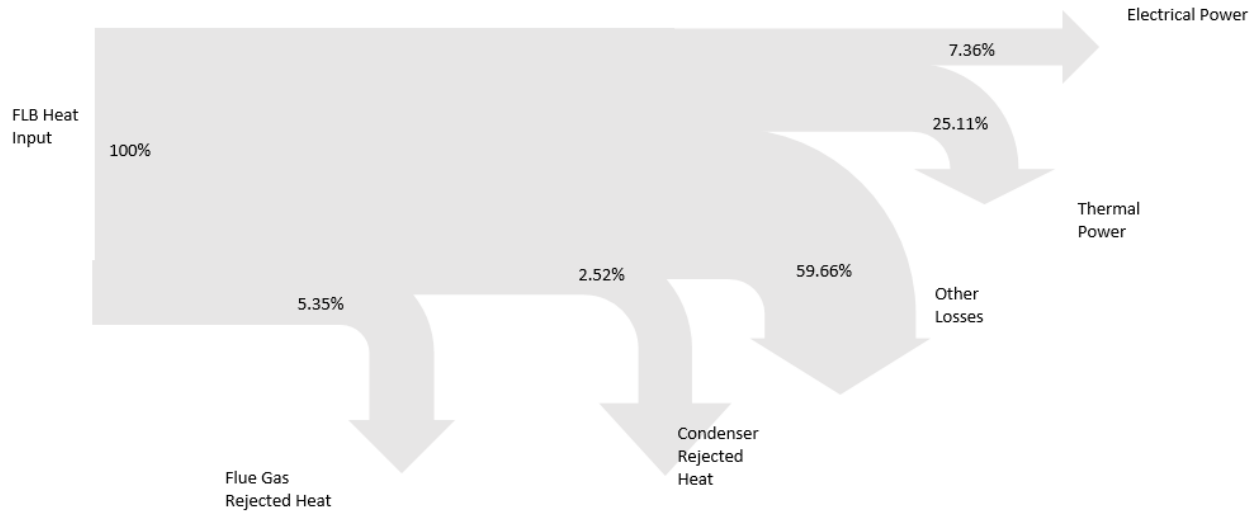 Electrical Power
7.36%
FLB Heat
Input
100%
25.11%
Thermal
Power
2.52%
59.66%
Other
Losses
5.35%
Condenser
Rejected
Heat
Flue Gas
Rejected Heat